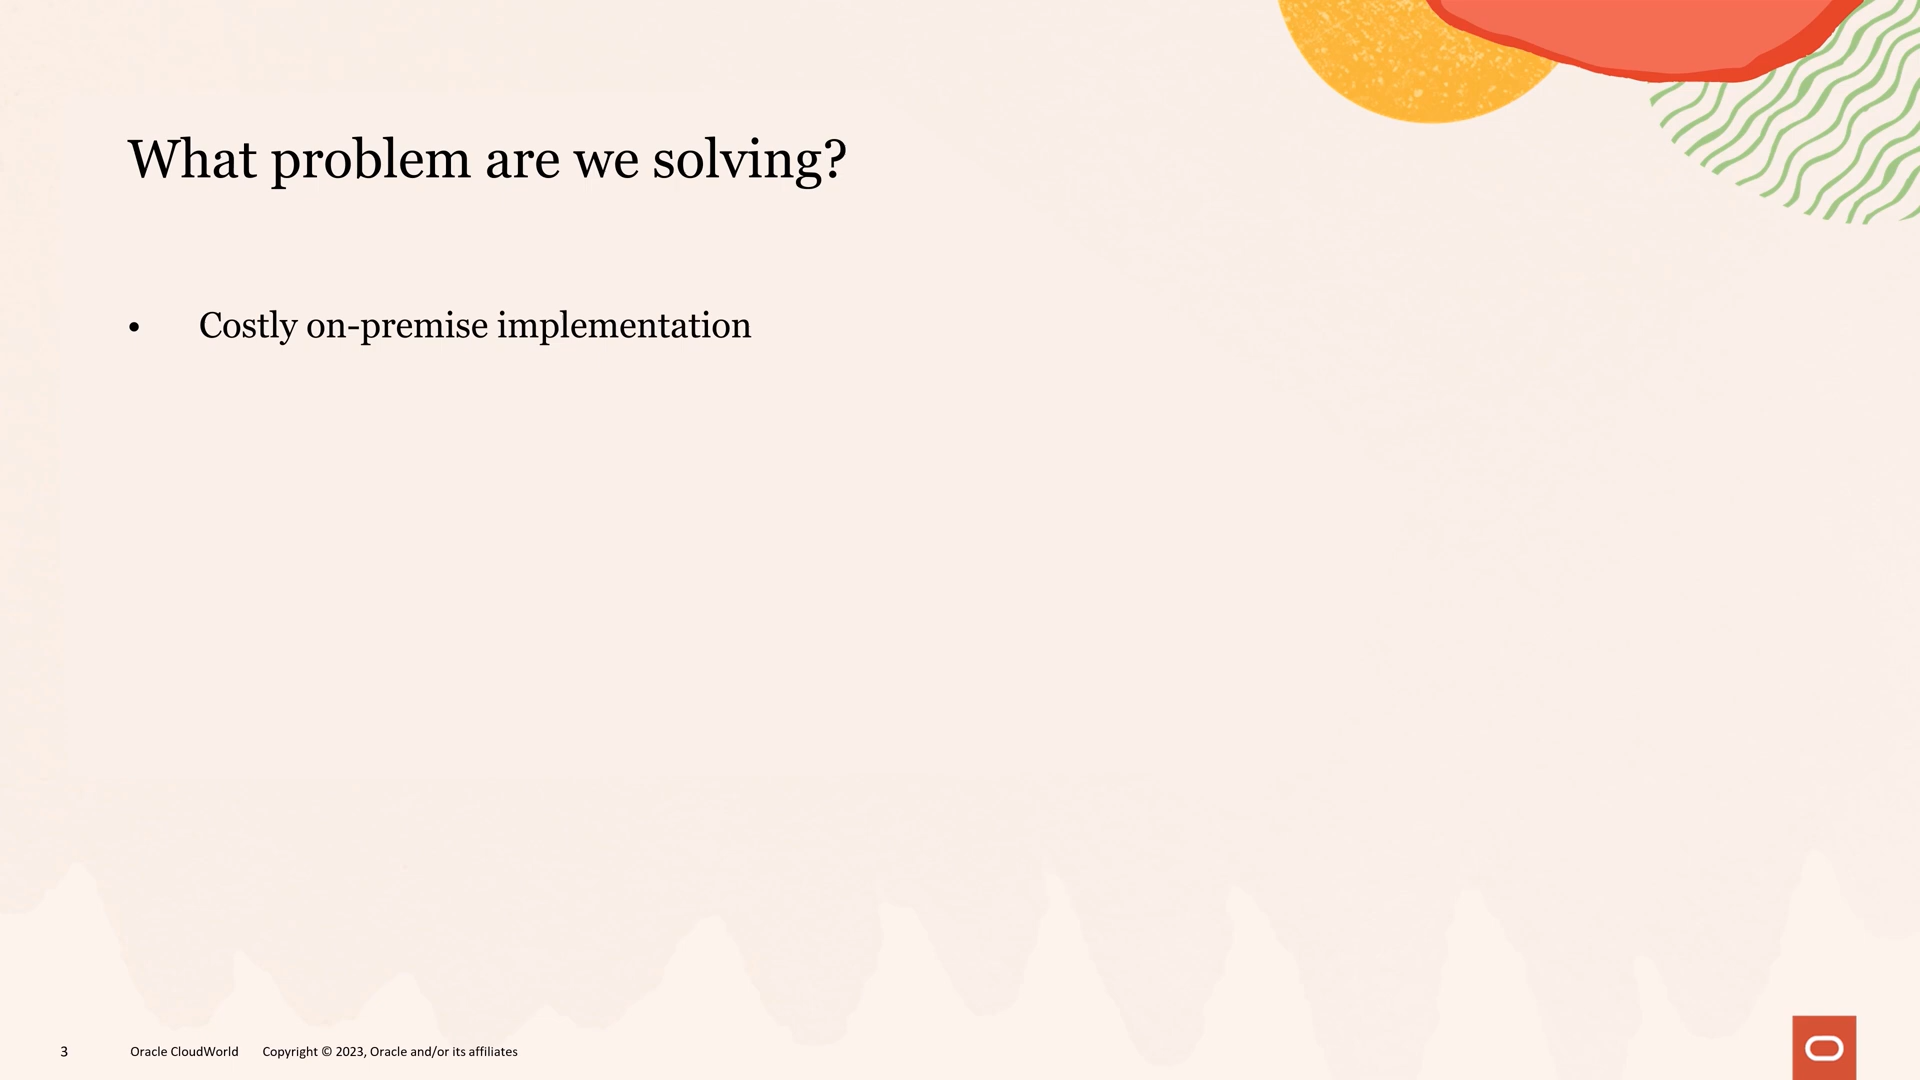 What problem are we solving?
• Costly on-premise implementation
3 Oracle CloudWorld Copyright © 2023, Oracle and/or its affiliates